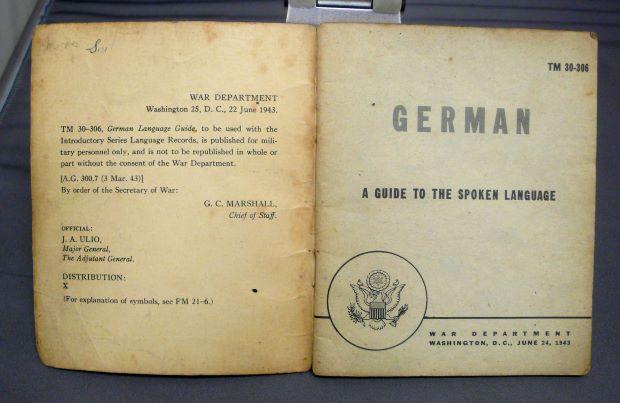 WAR DEPARTMENT
Washington 25, D. C., 22 June 1943.
TM 30–306, German Language Guide, to be used with the
Introductory Series Language Records, is published for mili-
tary personnel only, and is not to be republished in whole or
part without the consent of the War Department.
[A.G. 300.7 (3 Mar. 43)]
By order of the Secretary of War:
G. C. MARSHALL,
Chief of Staff.
OFFICIAL:
J. A. ULIO,
Major General,
The Adjutant General.
DISTRIBUTION:
X
(For explanation of symbols, see FM 21–6.)
TM 30-306
GERMAN
A GUIDE TO THE SPOKEN LANGUAGE
WAR DEPARTMENT
WASHINGTON, D.C., JUNE 24, 1943